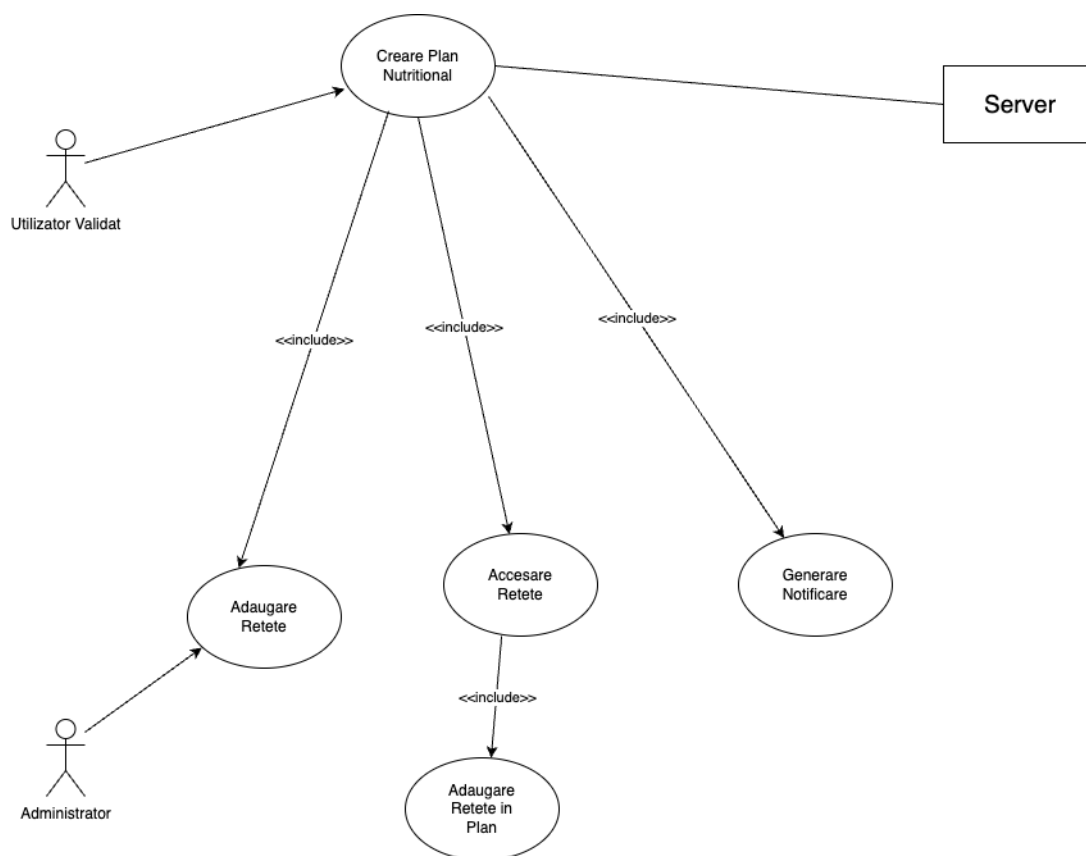 Creare Plan
Nutritional
Server
Utilizator Validat
<<include>>
<<include>>
<<include>>
Adaugare
Retete
Accesare
Retete
Generare
Notificare
<<include>>
Administrator
Adaugare
Retete in
Plan